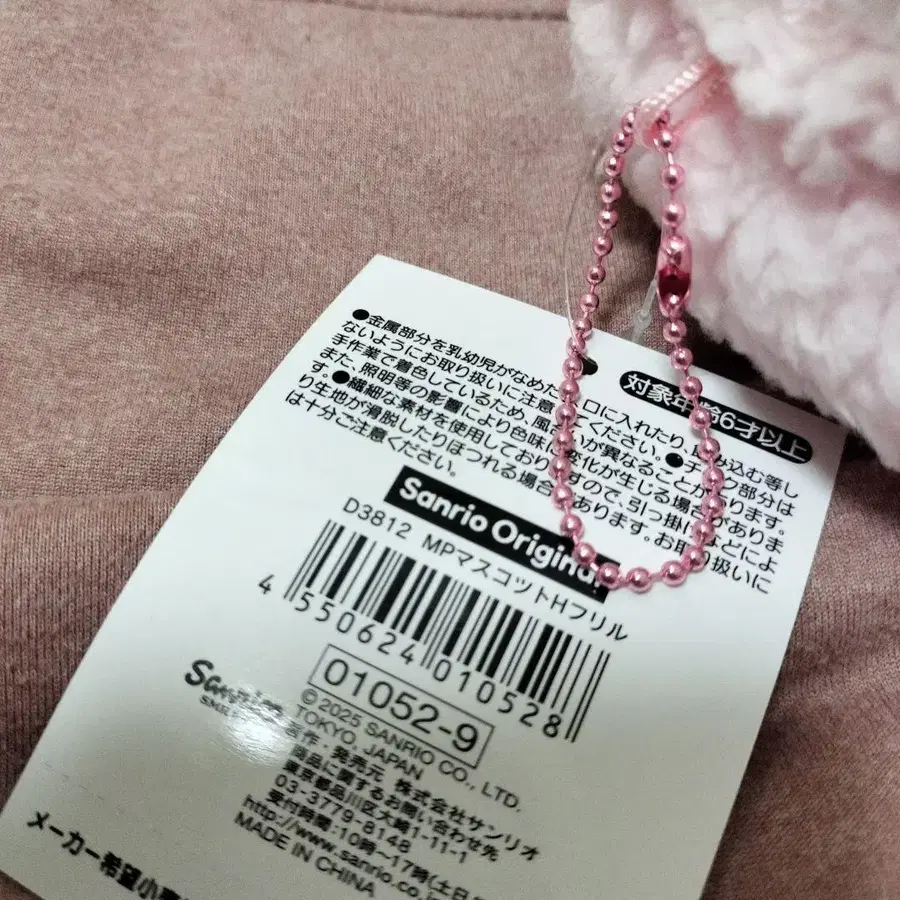 対象年齢6才以上
●金属部分を乳幼児がなめたり、口に入れたり、飲み込む等し
ないようにお取り扱いに注意してください。●チーク部分は
手作業で着色しているため、風合いが異なることがあります。
また、照明等の影響により色味に変化が生じる場合がありま
す。●繊細な素材を使用しておりますので、引っ掛けなどによ
り生地が滑脱したりほつれる場合があります。お取り扱いに
は十分ご注意ください。
Sanrio Original
D3812 MPマスコットHフリル
4 550624 010528
01052-9
Sanrio
© 2025 SANRIO CO., LTD.
TOKYO, JAPAN
著作・発売元 株式会社サンリオ
商品に関するお問い合わせ先
東京都品川区大崎1-11-1
03-3779-8148
受付時間:10時~17時(土日
http://www.sanrio.co
MADE IN CHINA
メーカー希望小売